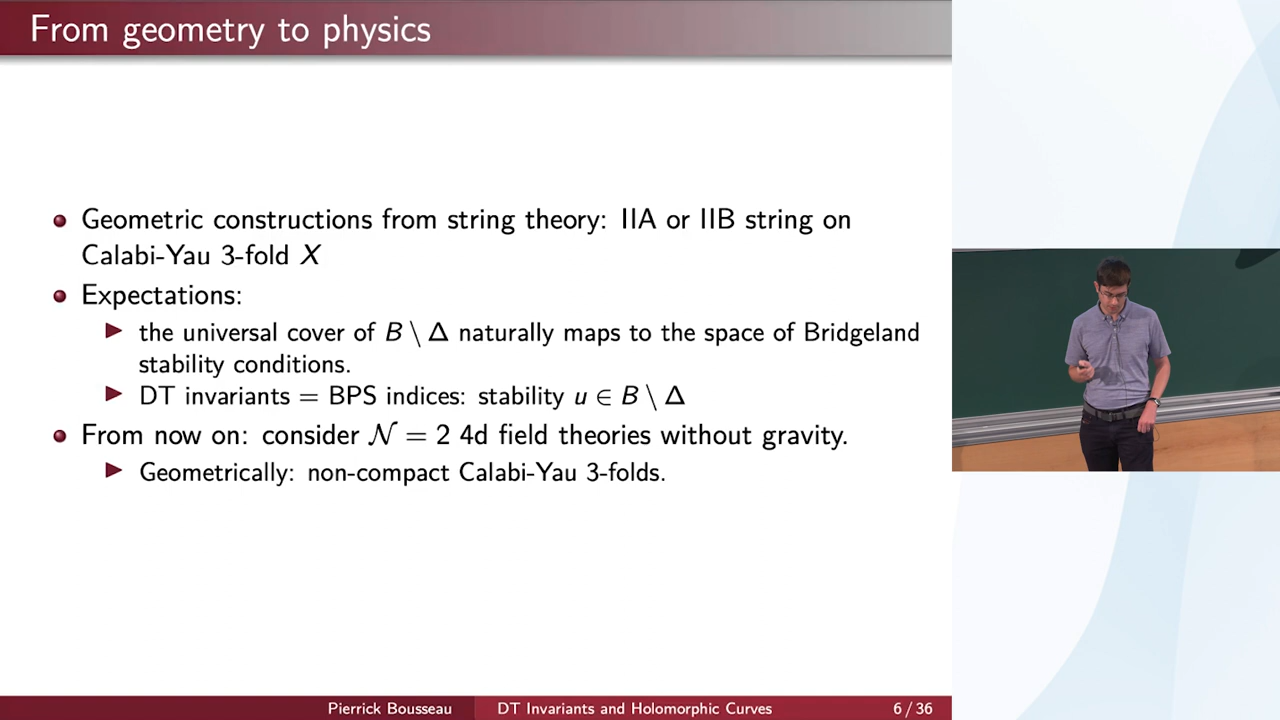 From geometry to physics
Geometric constructions from string theory: IIA or IIB string on
Calabi-Yau 3-fold X
Expectations:
the universal cover of B \ Δ naturally maps to the space of Bridgeland
stability conditions.
DT invariants = BPS indices: stability u ∈ B \ Δ
From now on: consider 𝒩 = 2 4d field theories without gravity.
Geometrically: non-compact Calabi-Yau 3-folds.
Pierrick Bousseau DT Invariants and Holomorphic Curves 6 / 36